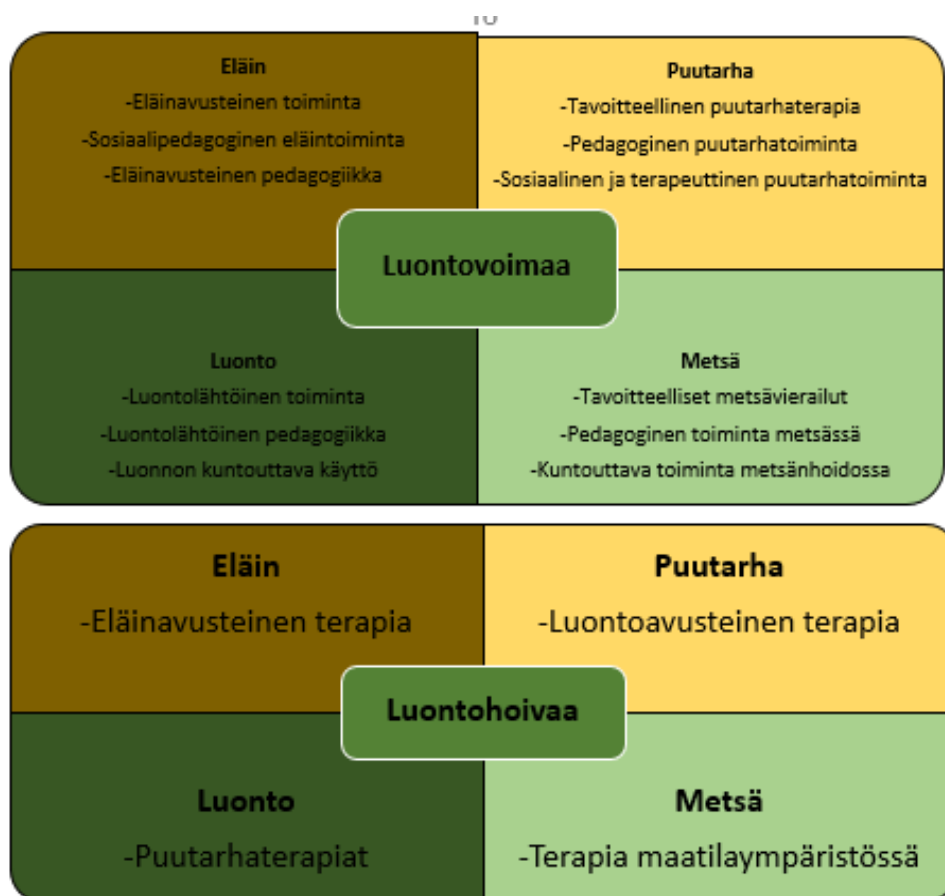 Eläin
-Eläinavusteinen toiminta
-Sosiaalipedagoginen eläintoiminta
-Eläinavusteinen pedagogiikka
Puutarha
-Tavoitteellinen puutarhaterapia
-Pedagoginen puutarhatoiminta
-Sosiaalinen ja terapeuttinen puutarhatoiminta
Luontovoimaa
Luonto
-Luontolähtöinen toiminta
-Luontolähtöinen pedagogiikka
-Luonnon kuntouttava käyttö
Metsä
-Tavoitteelliset metsävierailut
-Pedagoginen toiminta metsässä
-Kuntouttava toiminta metsänhoidossa
Eläin
-Eläinavusteinen terapia
Puutarha
-Luontoavusteinen terapia
Luontohoivaa
Luonto
-Puutarhaterapiat
Metsä
-Terapia maatilaympäristössä